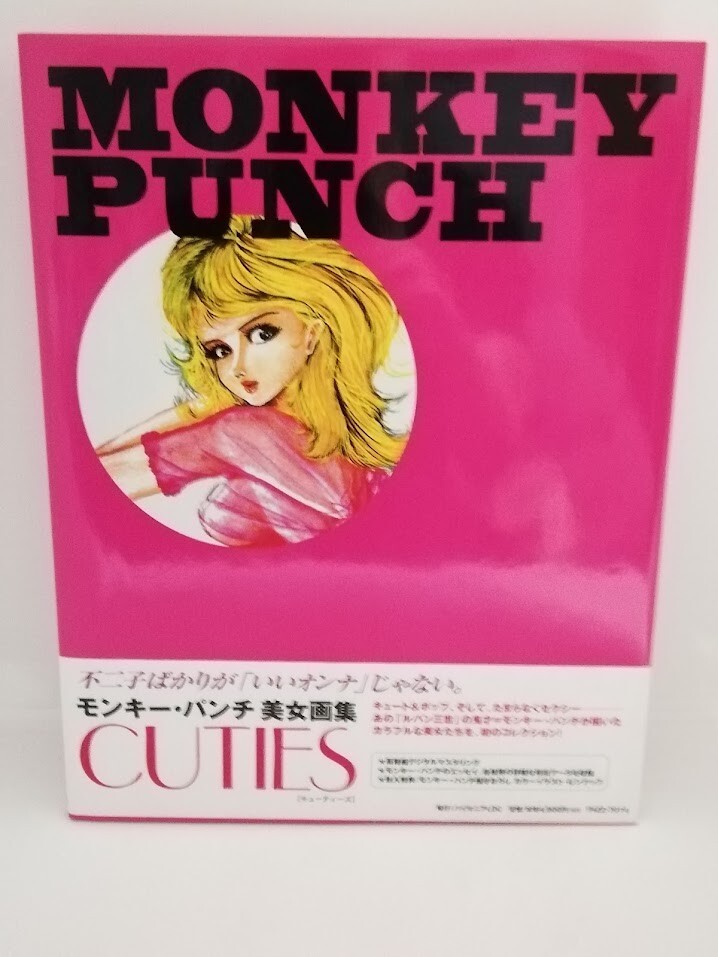 MONKEY
PUNCH
不二子ばかりが「いいオンナ」じゃない。
モンキー・パンチ 美女画集
CUTIES
[キューティーズ]
キュート&ポップ、そして、たまらなくセクシー
あの「ルパン三世」の鬼才=モンキー・パンチが描いた
カラフルな美女たちを、初のコレクション!!